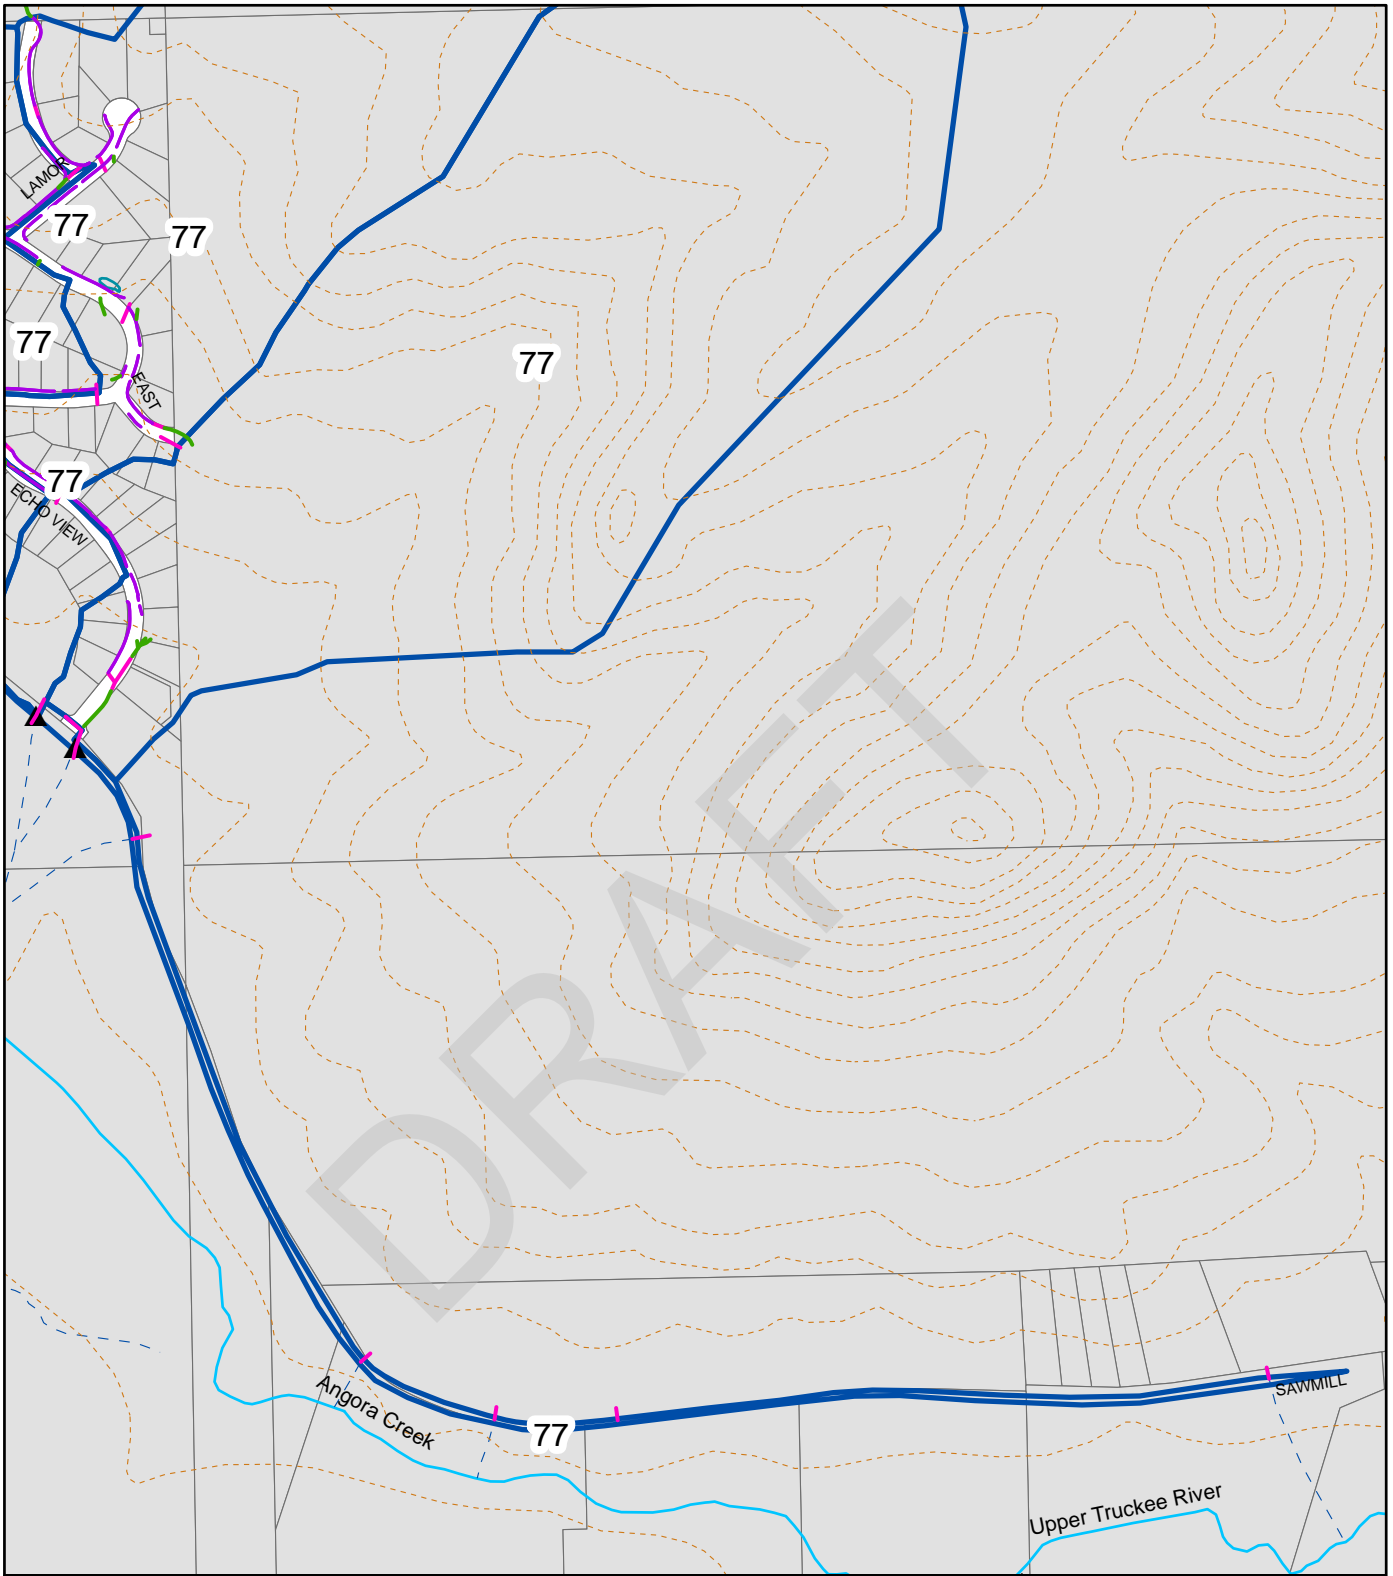 LAMOR
77
77
77
77
EAST
77
ECHO VIEW
DRAFT
Angora Creek
77
SAWMILL
Upper Truckee River